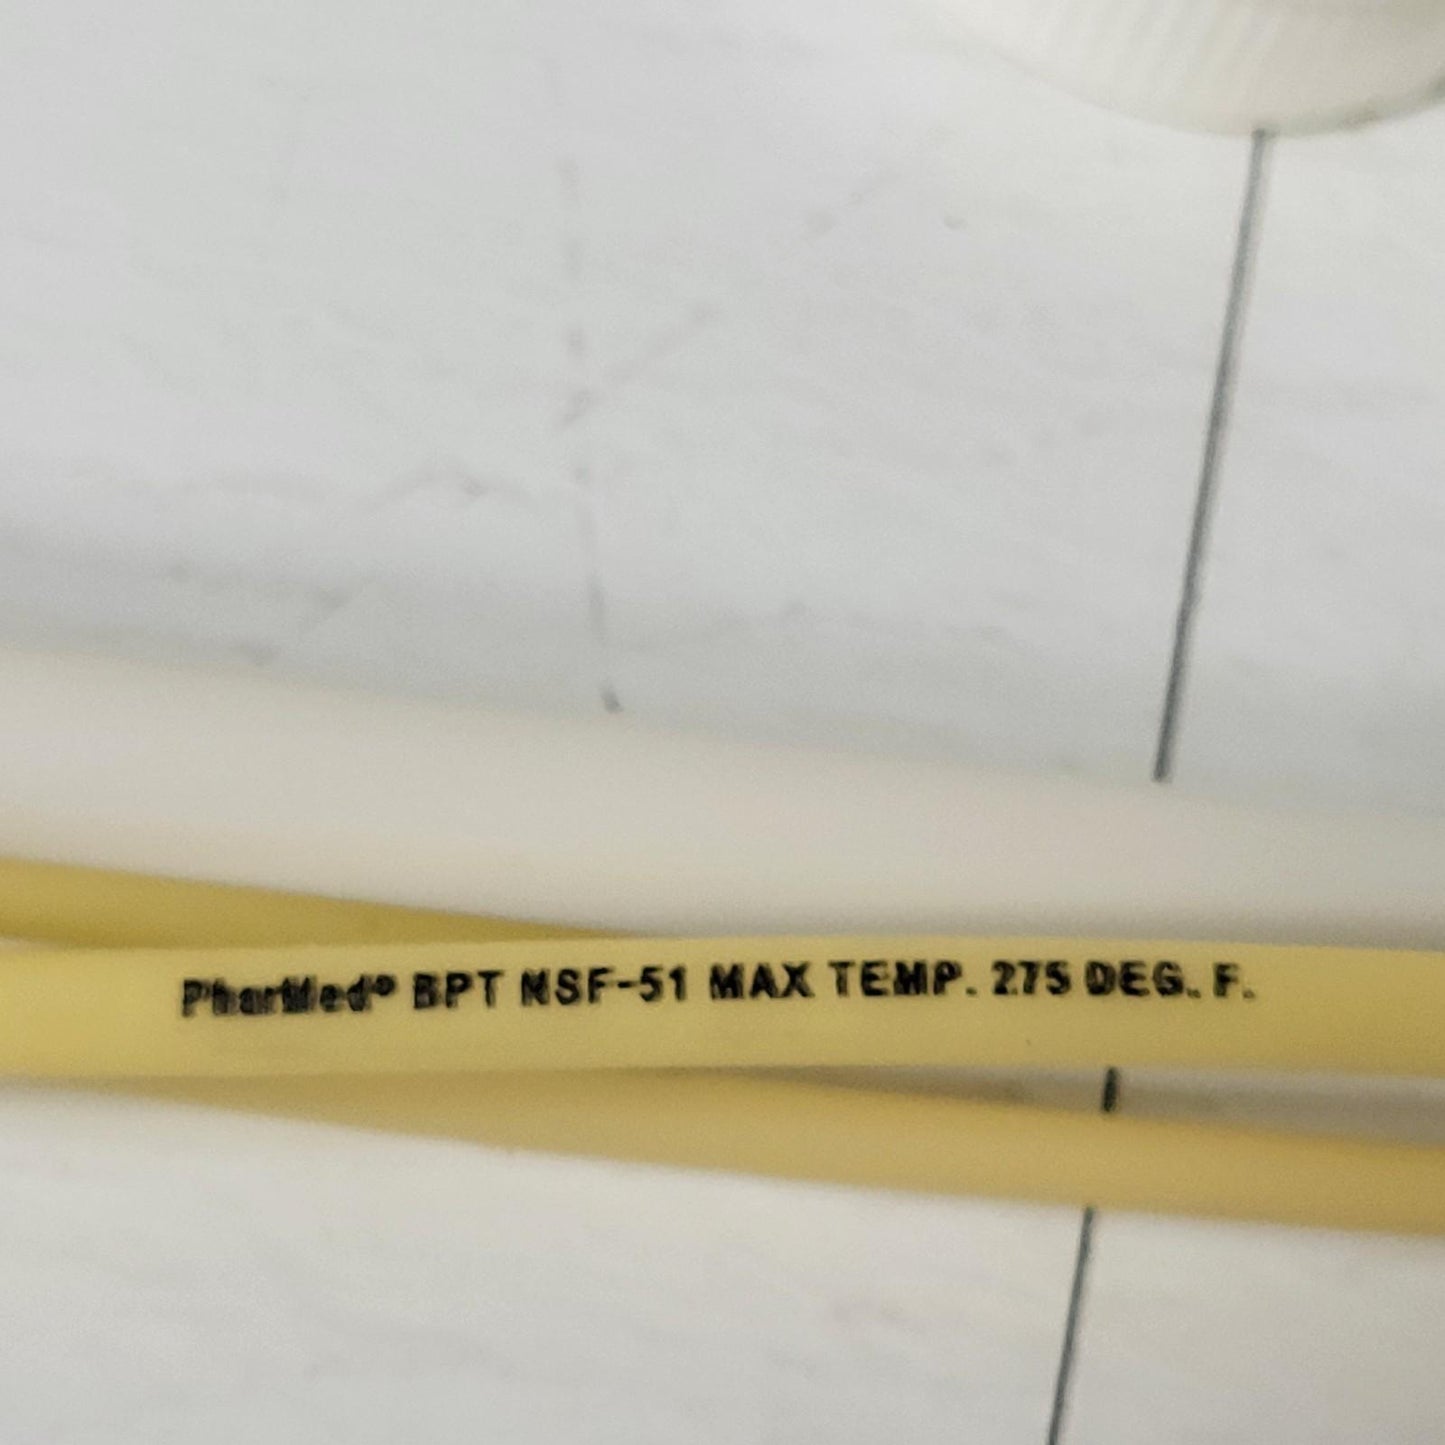 PharMed® BPT NSF-51 MAX TEMP. 275 DEG. F.